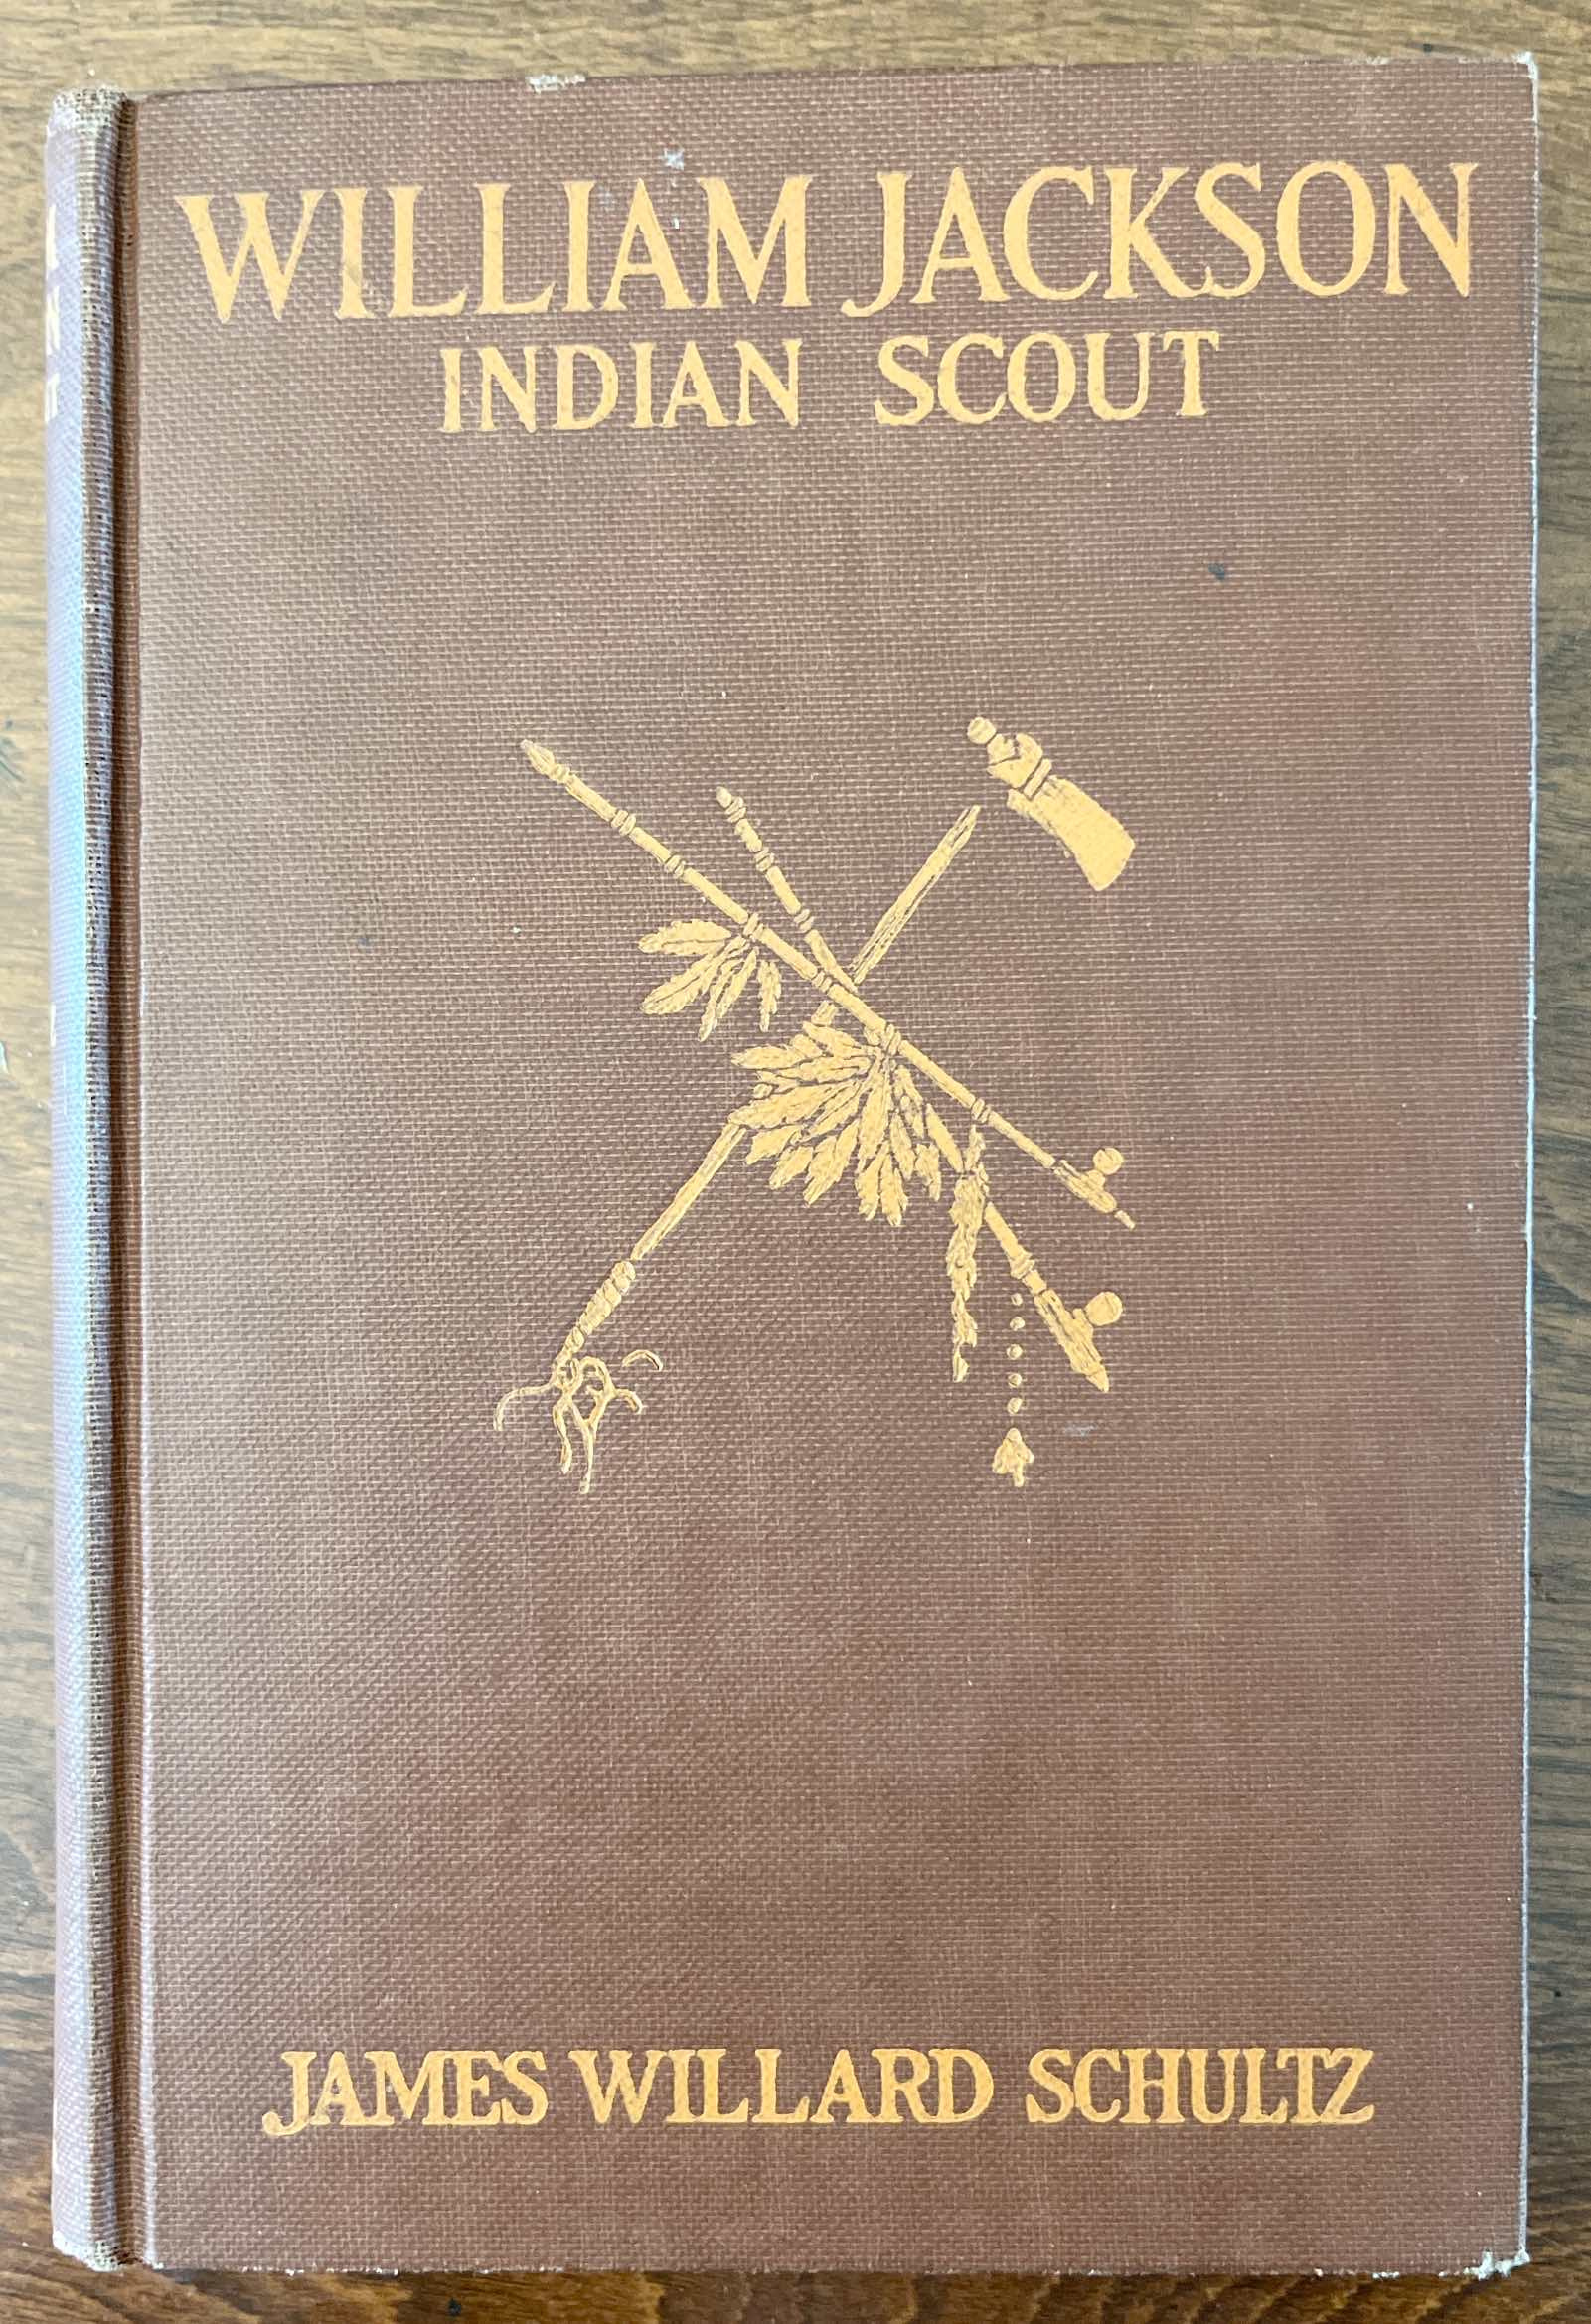 WILLIAM JACKSON
INDIAN SCOUT
JAMES WILLARD SCHULTZ